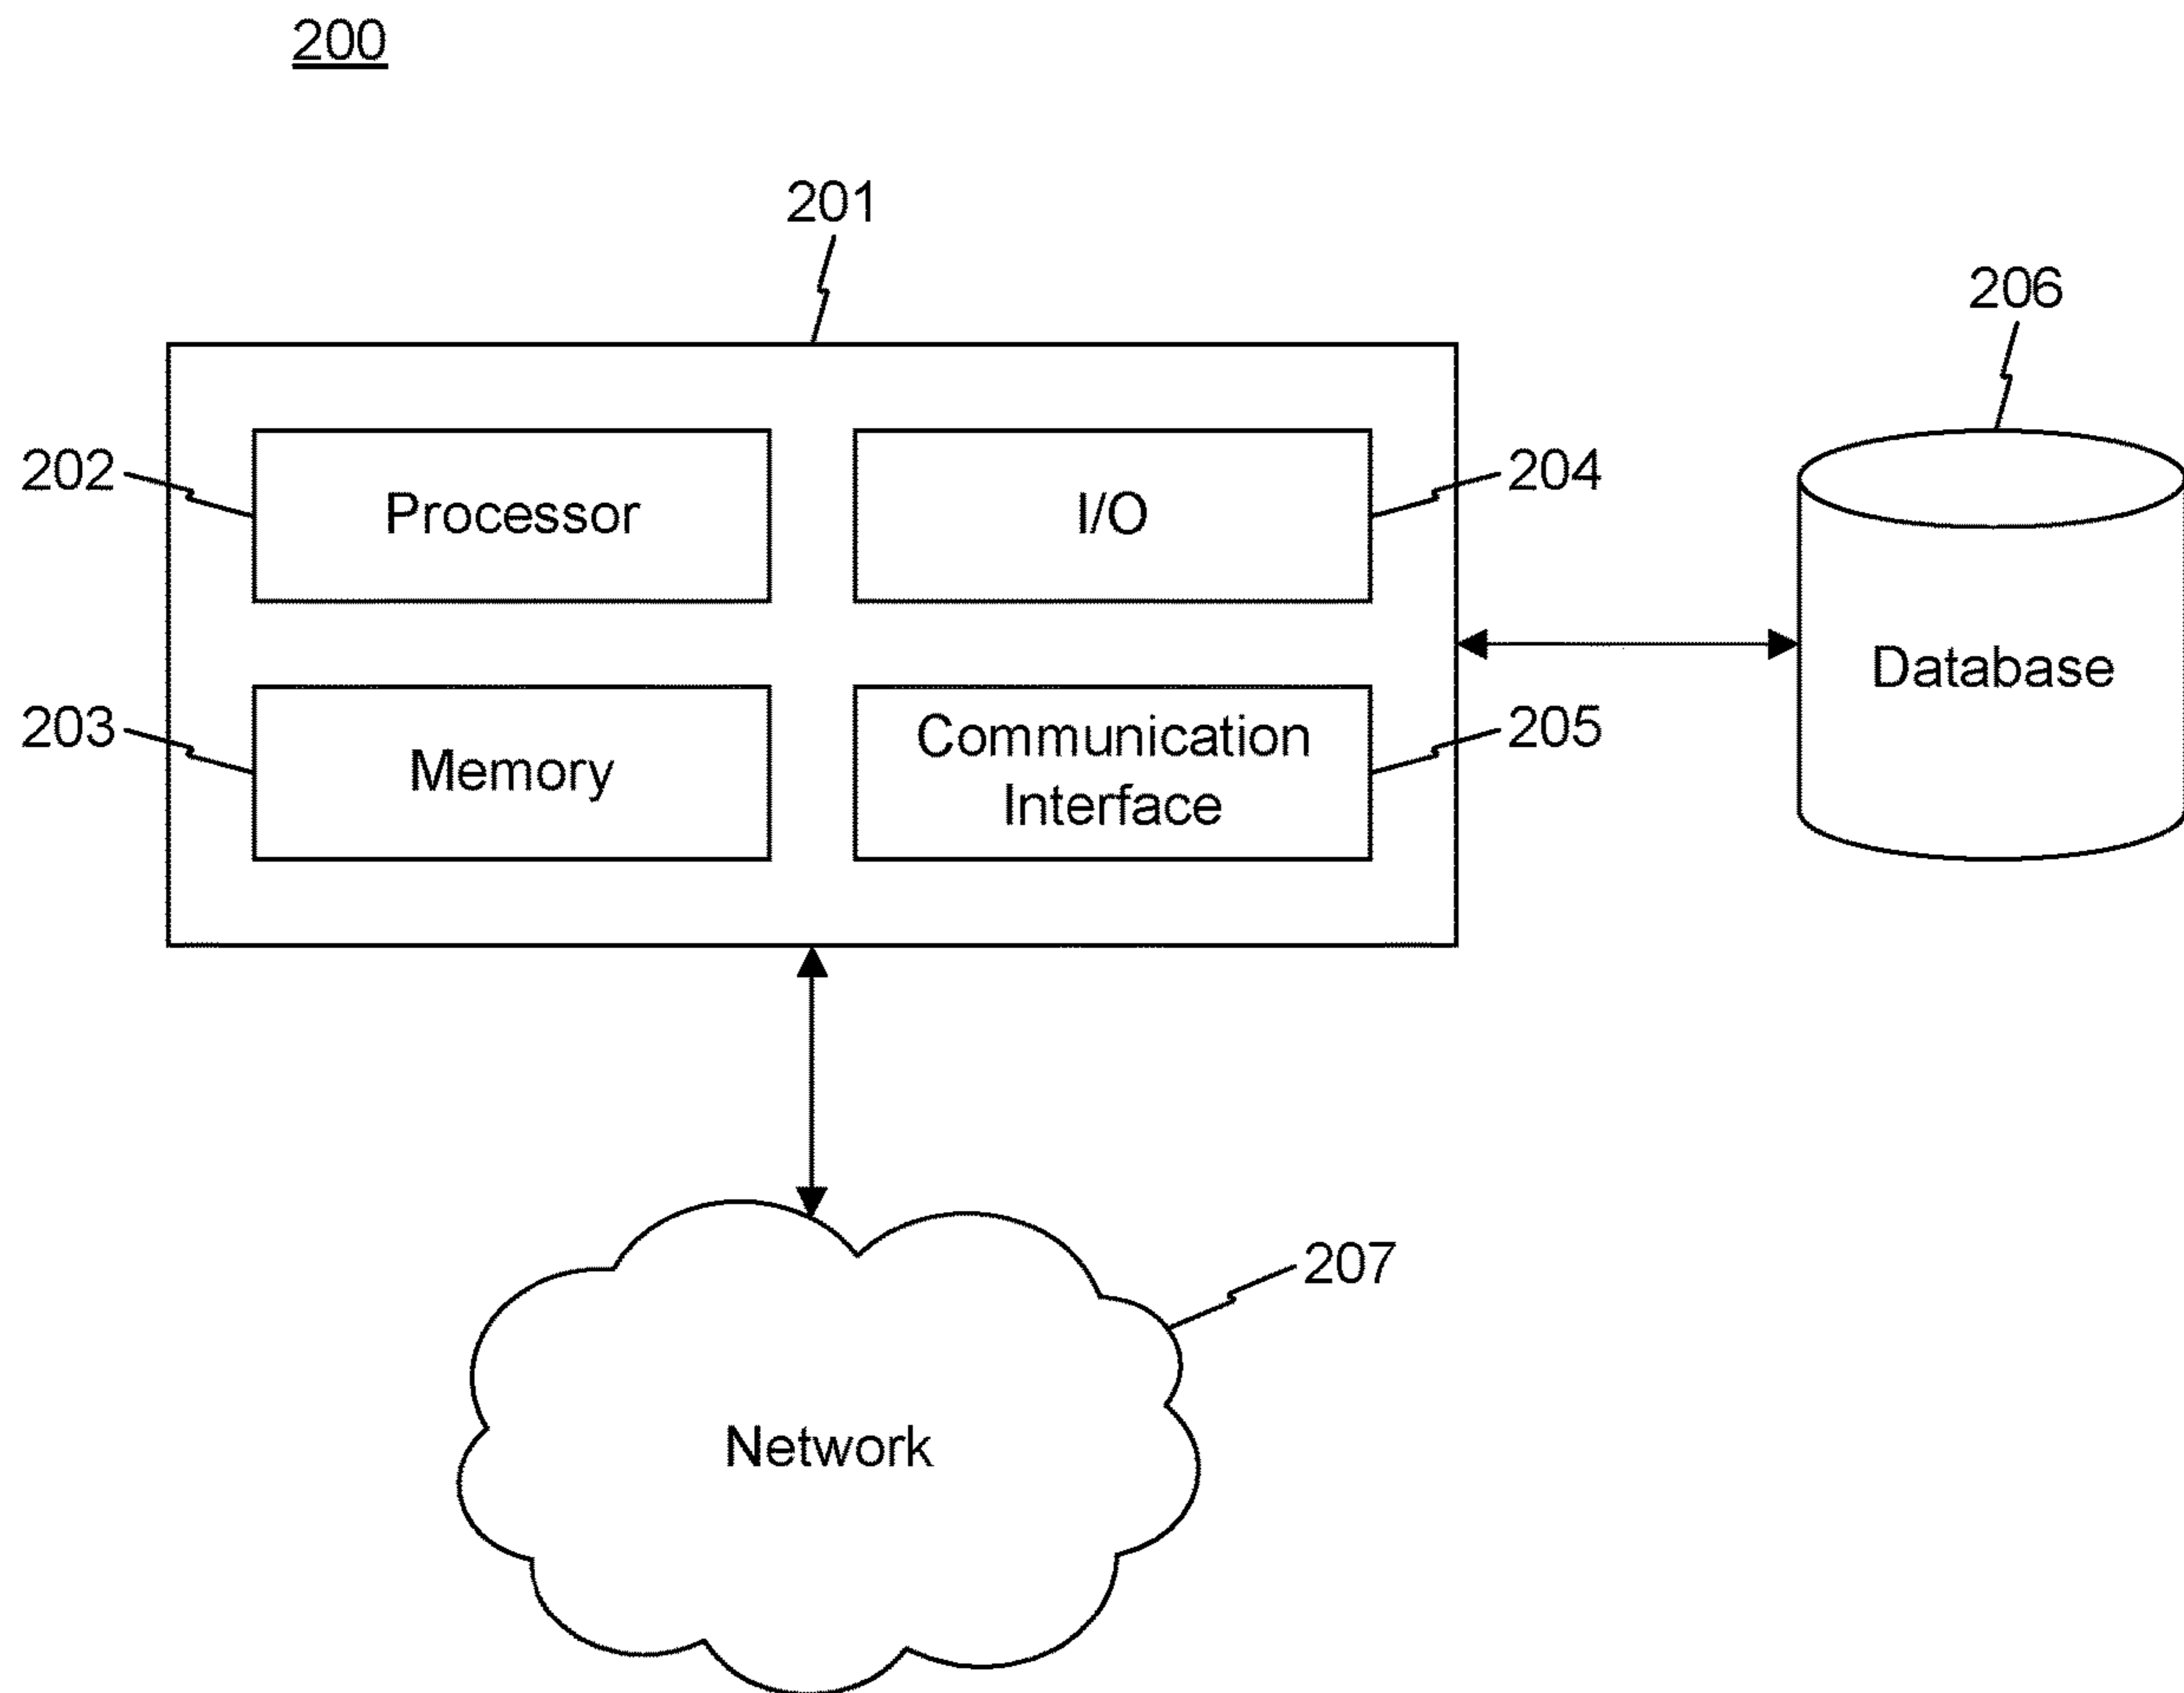 200
201
206
202
Processor
I/O
204
Database
203
Memory
Communication
Interface
205
207
Network